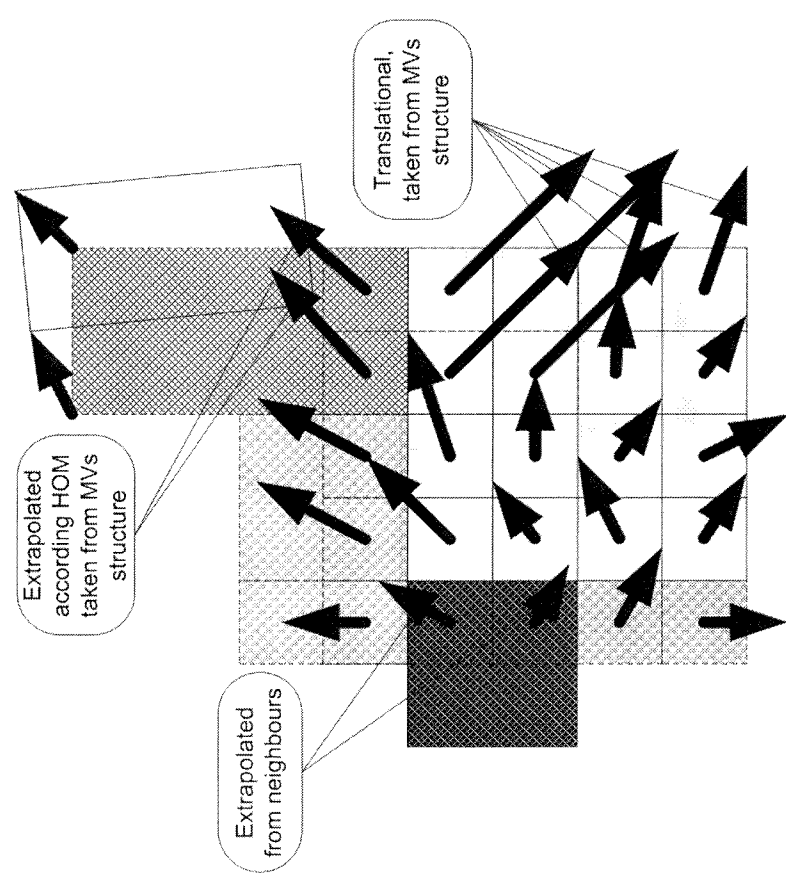 Extrapolated
from neighbours
Extrapolated
according HOM
taken from MVs
structure
Translational,
taken from MVs
structure